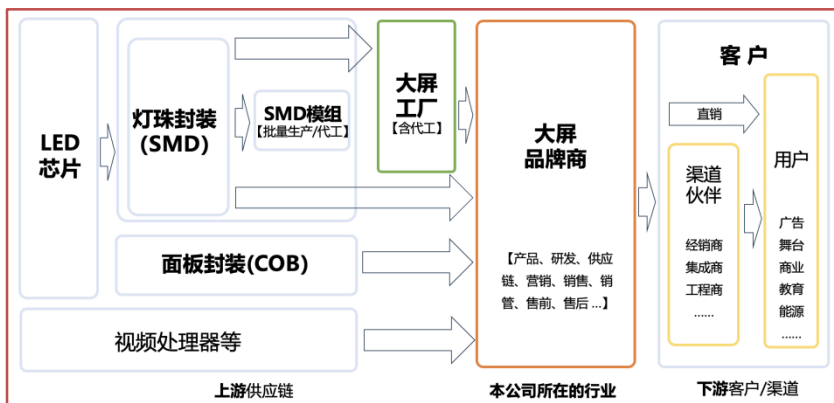 LED
芯片
灯珠封装
(SMD)
SMD模组
【批量生产/代工】
面板封装(COB)
视频处理器等
上游供应链
大屏
工厂
【含代工】
大屏
品牌商
【产品、研发、供应
链、营销、销售、销
管、售前、售后 ...】
本公司所在的行业
客 户
直销
渠道
伙伴
经销商
集成商
工程商
......
用户
广告
舞台
商业
教育
能源
......
下游客户/渠道